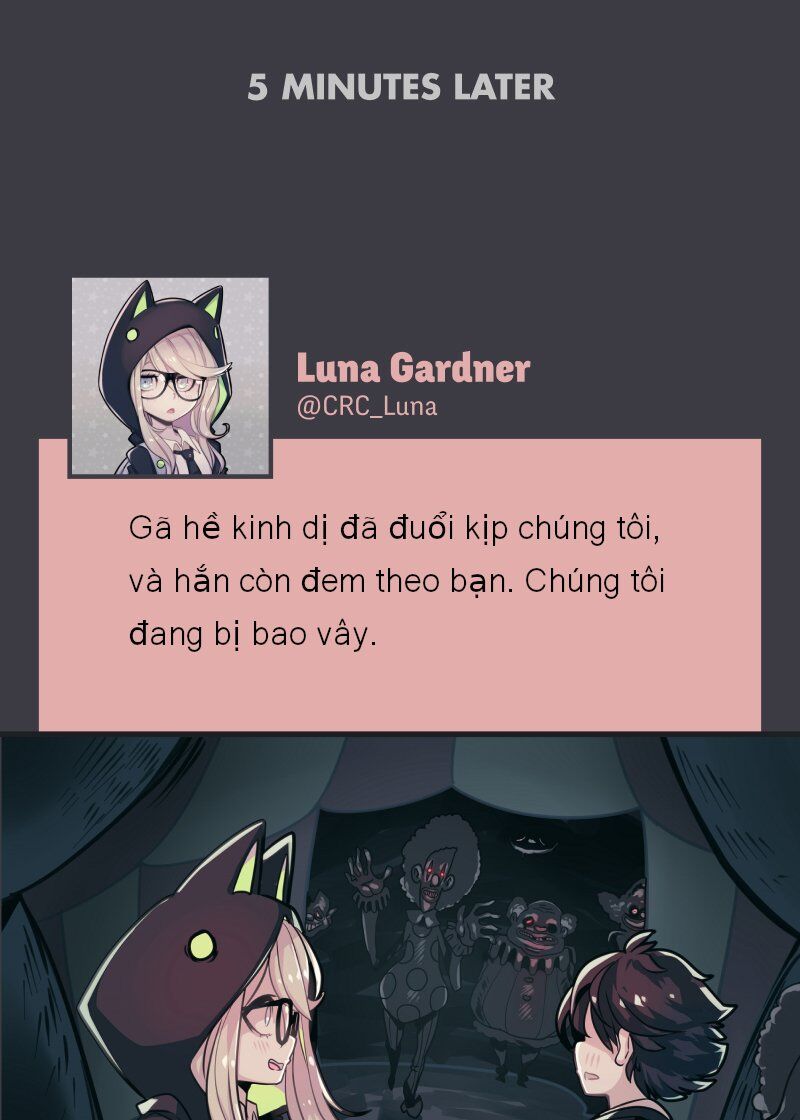 5 MINUTES LATER
Luna Gardner
@CRC_Luna
Gã hề kinh dị đã đuổi kịp chúng tôi,
và hắn còn đem theo bạn. Chúng tôi
đang bị bao vây.